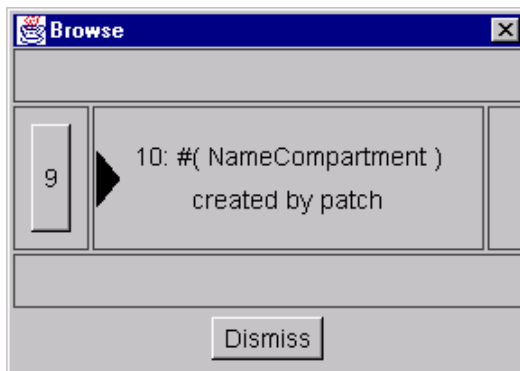 Browse
9
10: #( NameCompartment )
created by patch
Dismiss